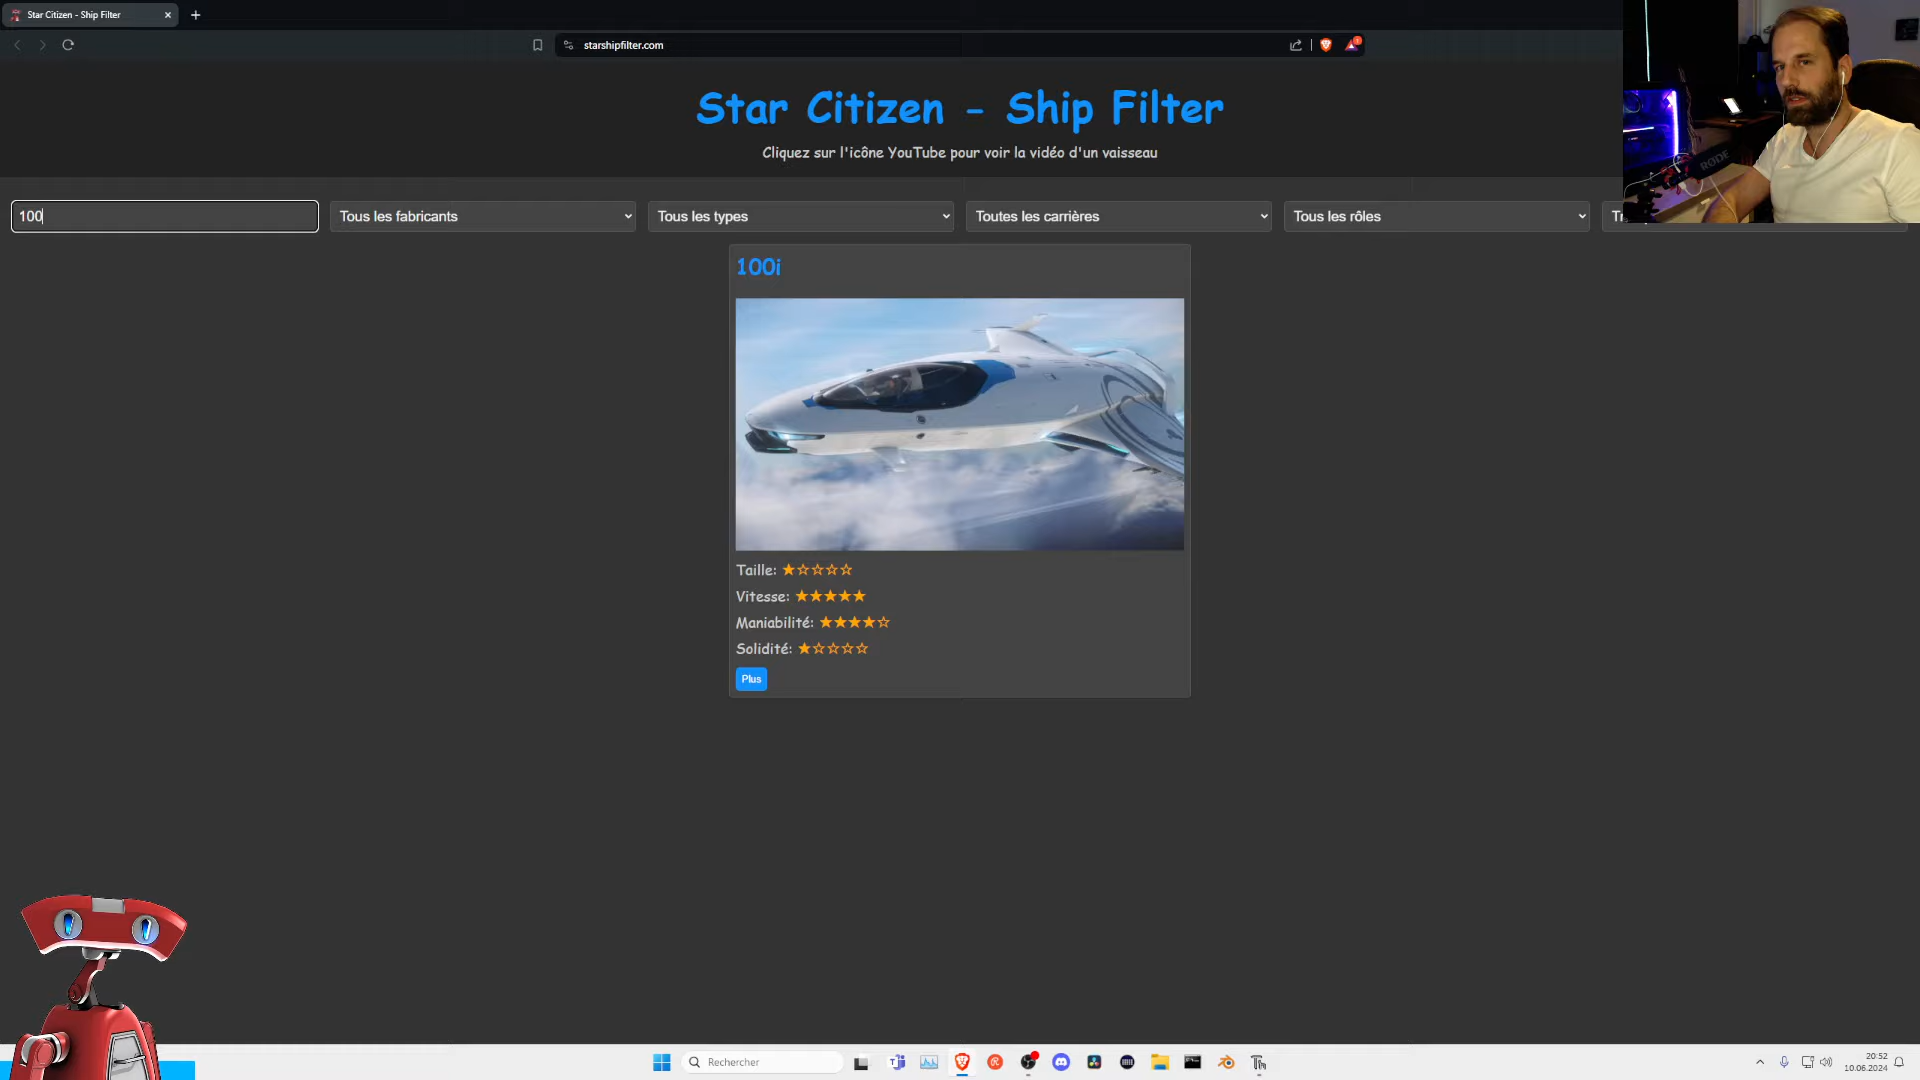 Star Citizen - Ship Filter
starshipfilter.com
Star Citizen - Ship Filter
Cliquez sur l'icône YouTube pour voir la vidéo d'un vaisseau
100
Tous les fabricants
Tous les types
Toutes les carrières
Tous les rôles
RØDE
100i
Taille: ★☆☆☆☆
Vitesse: ★★★★★
Maniabilité: ★★★★☆
Solidité: ★☆☆☆☆
Plus
Rechercher
20:52
10.06.2024